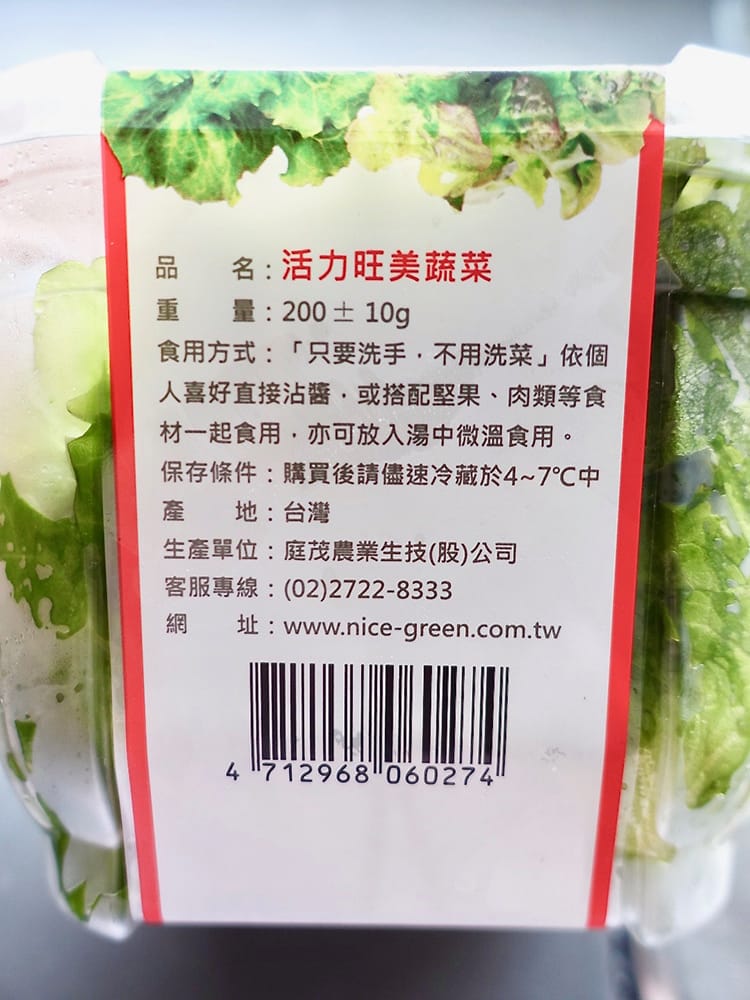 品　　名：活力旺美蔬菜
重　　量：200 ± 10g
食用方式：「只要洗手，不用洗菜」依個
人喜好直接沾醬，或搭配堅果、肉類等食
材一起食用，亦可放入湯中微溫食用。
保存條件：購買後請儘速冷藏於4~7℃中
產　　地：台灣
生產單位：庭茂農業生技(股)公司
客服專線：(02)2722-8333
網　　址：www.nice-green.com.tw
4 712968 060274